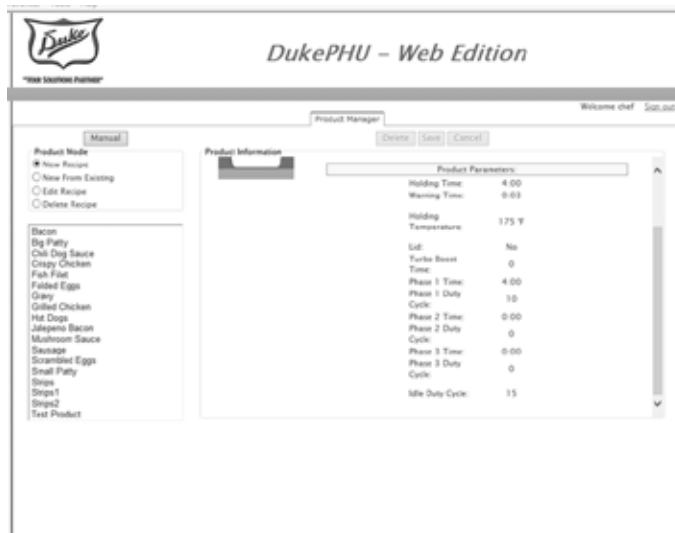 Duke
"YOUR SOLUTIONS PARTNER"
DukePHU – Web Edition
Welcome chef Sign out
Product Manager
Manual
Delete Save Cancel
Product Mode
New Recipe
New From Existing
Edit Recipe
Delete Recipe
Bacon
Big Patty
Chili Dog Sauce
Crispy Chicken
Fish Filet
Folded Eggs
Gravy
Grilled Chicken
Hot Dogs
Jalepeno Bacon
Mushroom Sauce
Sausage
Scrambled Eggs
Small Patty
Strips
Strips1
Strips2
Test Product
Product Information
Product Parameters
Holding Time: 4:00
Warning Time: 0:03
Holding
Temperature: 175 °F
Lid: No
Turbo Boost
Time: 0
Phase 1 Time: 4:00
Phase 1 Duty
Cycle: 10
Phase 2 Time: 0:00
Phase 2 Duty
Cycle: 0
Phase 3 Time: 0:00
Phase 3 Duty
Cycle: 0
Idle Duty Cycle: 15